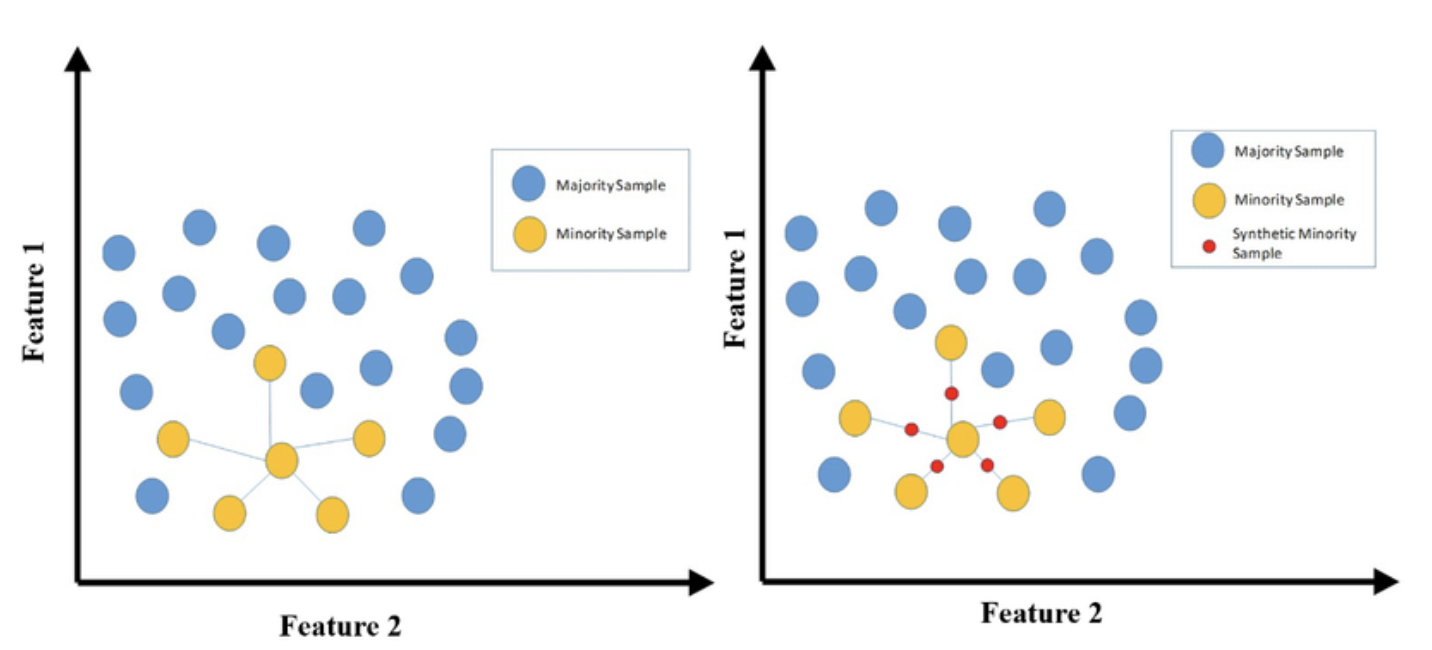 Feature 1
Majority Sample
Minority Sample
Feature 2
Feature 1
Majority Sample
Minority Sample
Synthetic Minority
Sample
Feature 2